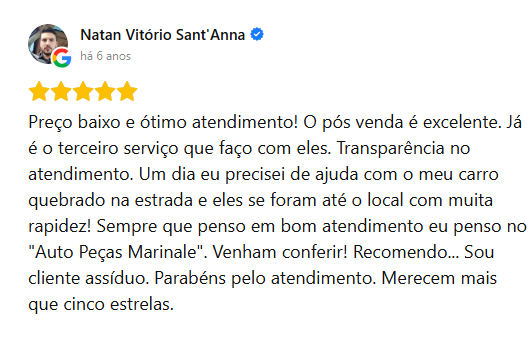 Natan Vitório Sant'Anna
há 6 anos
Preço baixo e ótimo atendimento! O pós venda é excelente. Já
é o terceiro serviço que faço com eles. Transparência no
atendimento. Um dia eu precisei de ajuda com o meu carro
quebrado na estrada e eles se foram até o local com muita
rapidez! Sempre que penso em bom atendimento eu penso no
"Auto Peças Marinale". Venham conferir! Recomendo... Sou
cliente assíduo. Parabéns pelo atendimento. Merecem mais
que cinco estrelas.